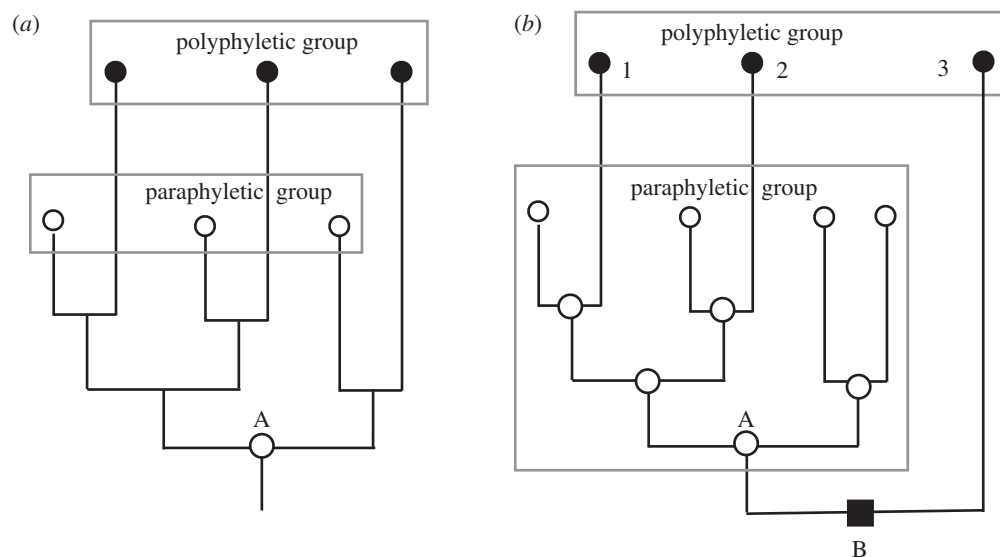 (a)
polyphyletic group
paraphyletic group
A
(b)
polyphyletic group
1
2
3
paraphyletic group
A
B